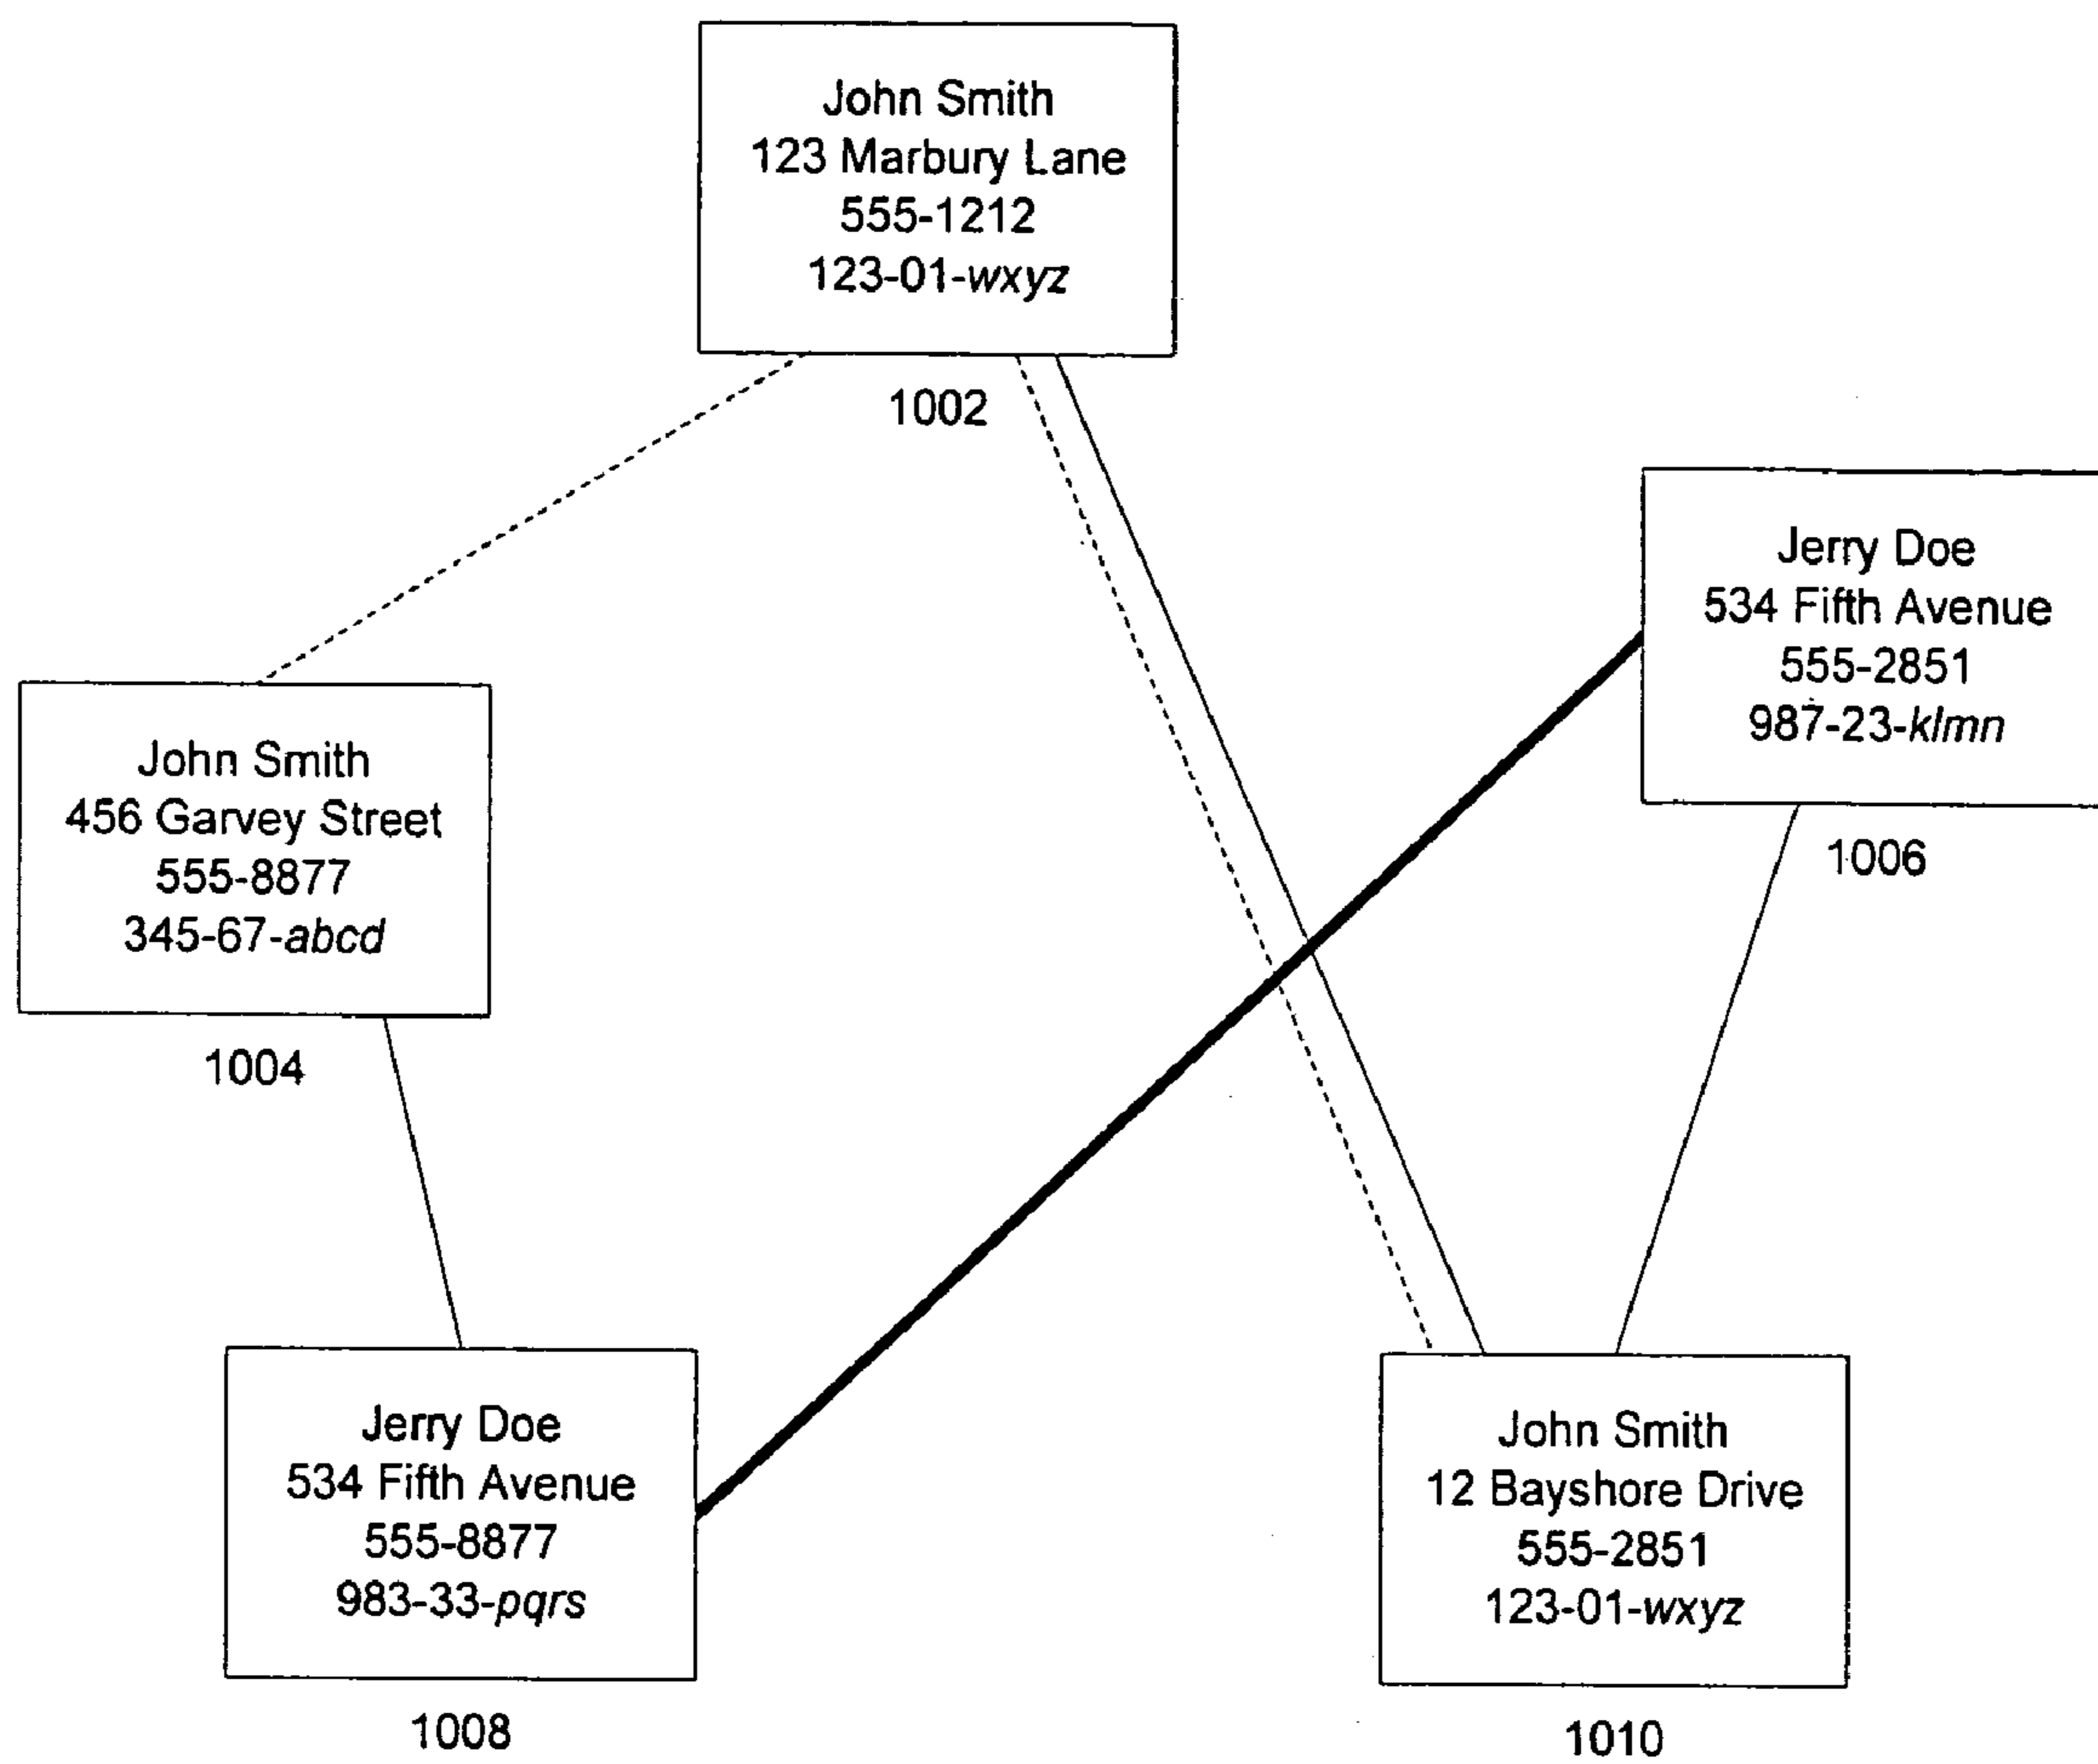 John Smith
123 Marbury Lane
555-1212
123-01-wxyz
1002
Jerry Doe
534 Fifth Avenue
555-2851
987-23-klmn
1006
John Smith
456 Garvey Street
555-8877
345-67-abcd
1004
Jerry Doe
534 Fifth Avenue
555-8877
983-33-pqrs
1008
John Smith
12 Bayshore Drive
555-2851
123-01-wxyz
1010